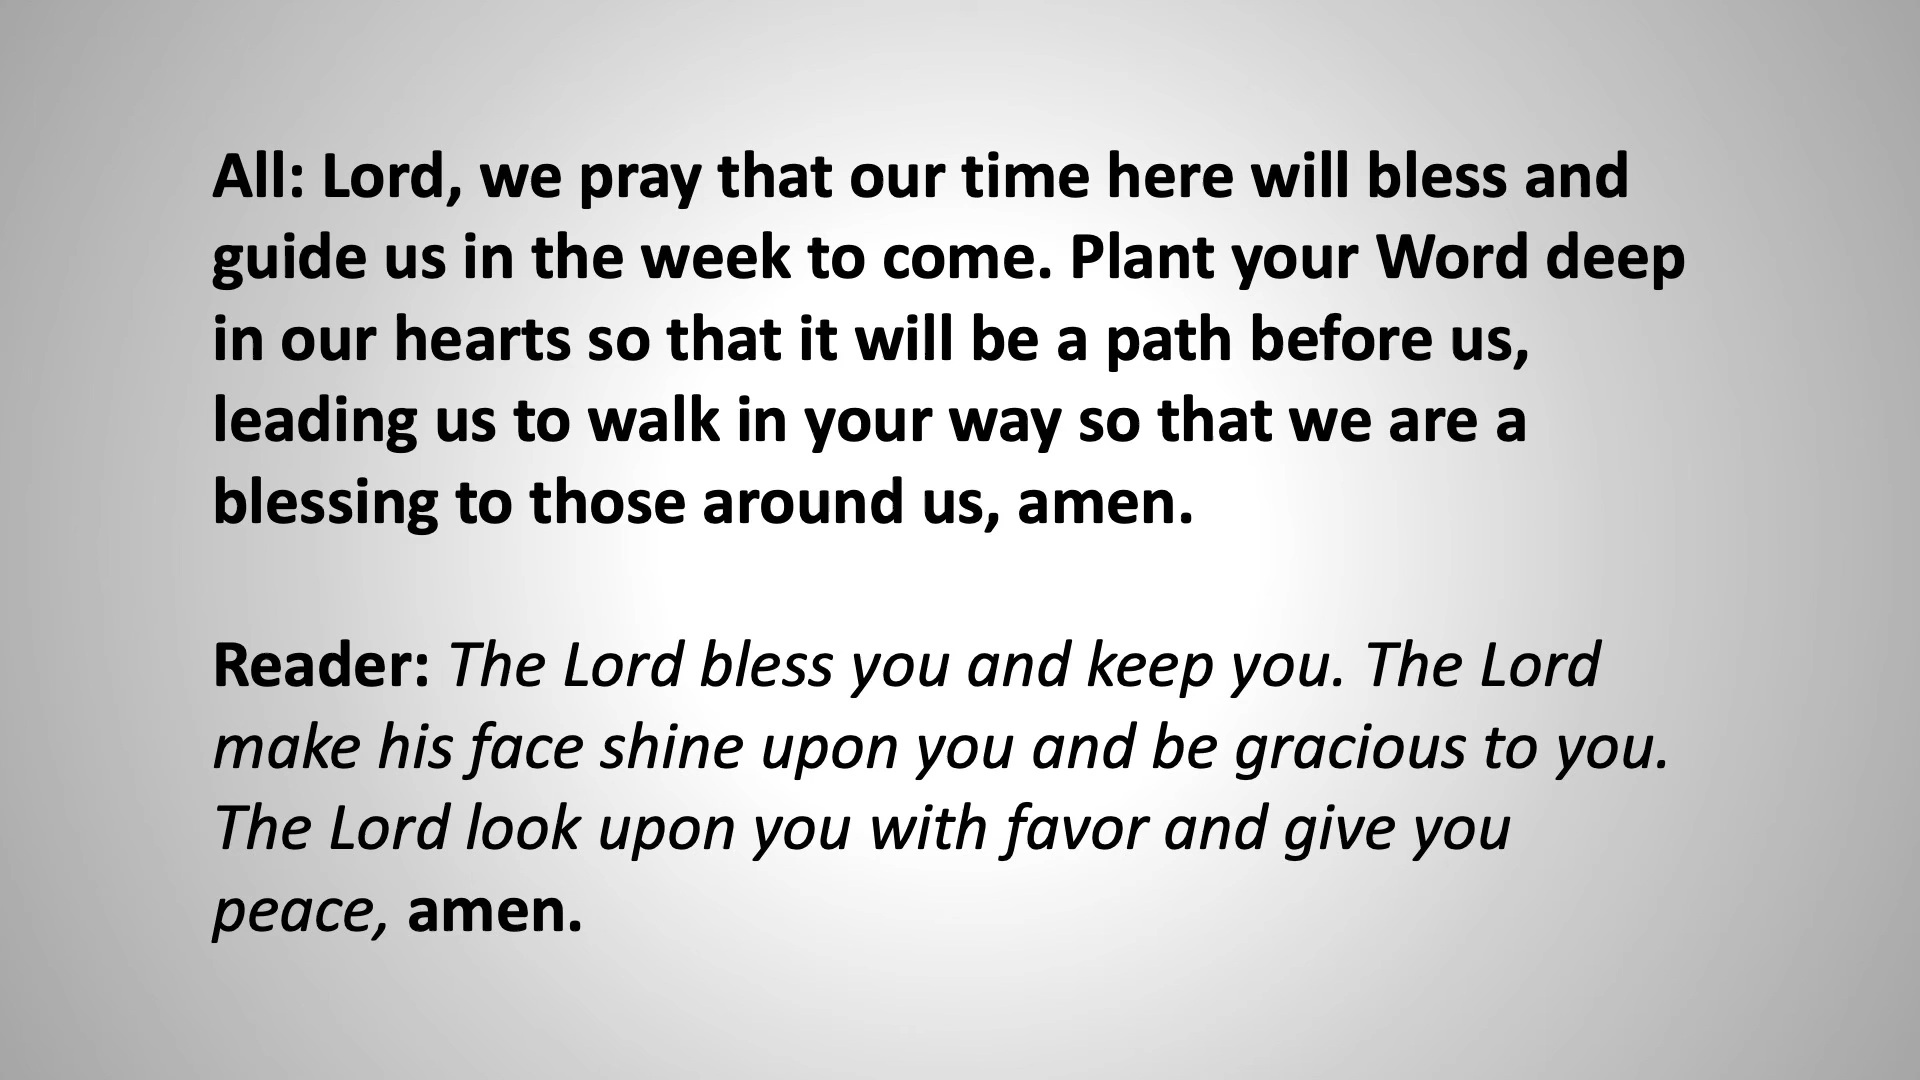 All: Lord, we pray that our time here will bless and
guide us in the week to come. Plant your Word deep
in our hearts so that it will be a path before us,
leading us to walk in your way so that we are a
blessing to those around us, amen.
Reader: The Lord bless you and keep you. The Lord
make his face shine upon you and be gracious to you.
The Lord look upon you with favor and give you
peace, amen.